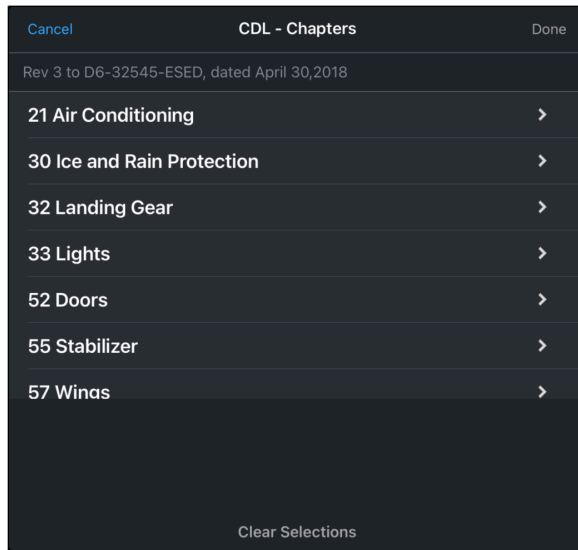 Cancel CDL - Chapters Done
Rev 3 to D6-32545-ESED, dated April 30,2018
21 Air Conditioning
30 Ice and Rain Protection
32 Landing Gear
33 Lights
52 Doors
55 Stabilizer
57 Wings
Clear Selections